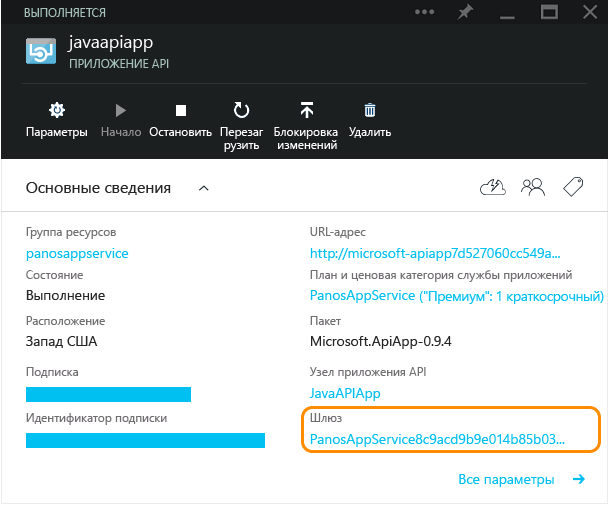 ВЫПОЛНЯЕТСЯ
javaapiapp
ПРИЛОЖЕНИЕ API
Параметры
Начало
Остановить
Перезаг
рузить
Блокировка
изменений
Удалить
Основные сведения
Группа ресурсов
panosappservice
URL-адрес
http://microsoft-apiapp7d527060cc549a...
Состояние
Выполнение
План и ценовая категория службы приложений
PanosAppService ("Премиум": 1 краткосрочный)
Расположение
Запад США
Пакет
Microsoft.ApiApp-0.9.4
Подписка
Узел приложения API
JavaAPIApp
Идентификатор подписки
Шлюз
PanosAppService8c9acd9b9e014b85b03...
Все параметры